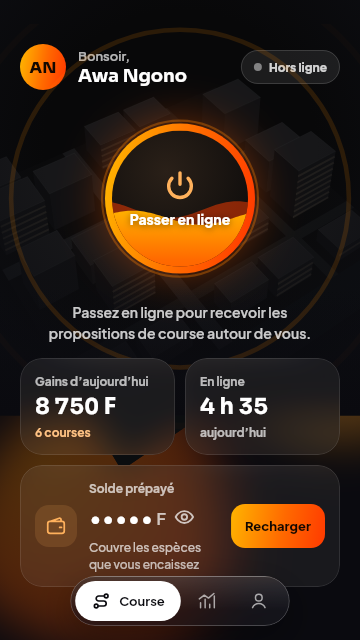 AN
Bonsoir,
Awa Ngono
Hors ligne
Passer en ligne
Passez en ligne pour recevoir les
propositions de course autour de vous.
Gains d’aujourd’hui
8 750 F
6 courses
En ligne
4 h 35
aujourd’hui
Solde prépayé
●●●●● F
Couvre les espèces
que vous encaissez
Recharger
Course